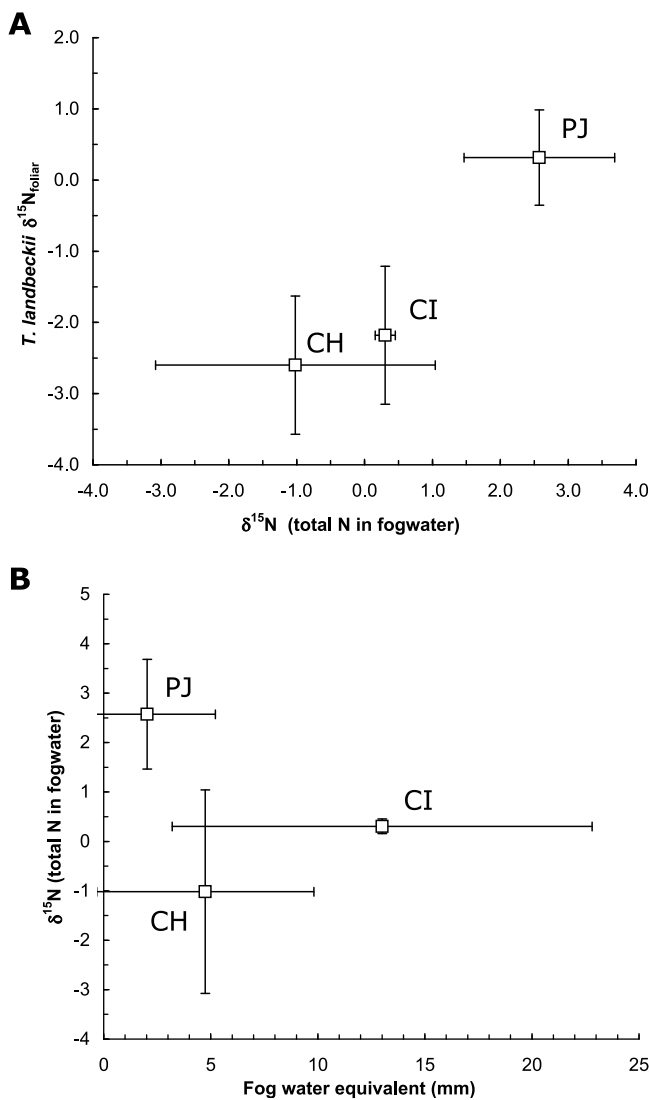 A
2.0
1.0
0.0
-1.0
-2.0
-3.0
-4.0
T. landbeckii δ15Nfoliar
PJ
CI
CH
-4.0 -3.0 -2.0 -1.0 0.0 1.0 2.0 3.0 4.0
δ15N (total N in fogwater)
B
5
4
3
2
1
0
-1
-2
-3
-4
δ15N (total N in fogwater)
PJ
CI
CH
0 5 10 15 20 25
Fog water equivalent (mm)